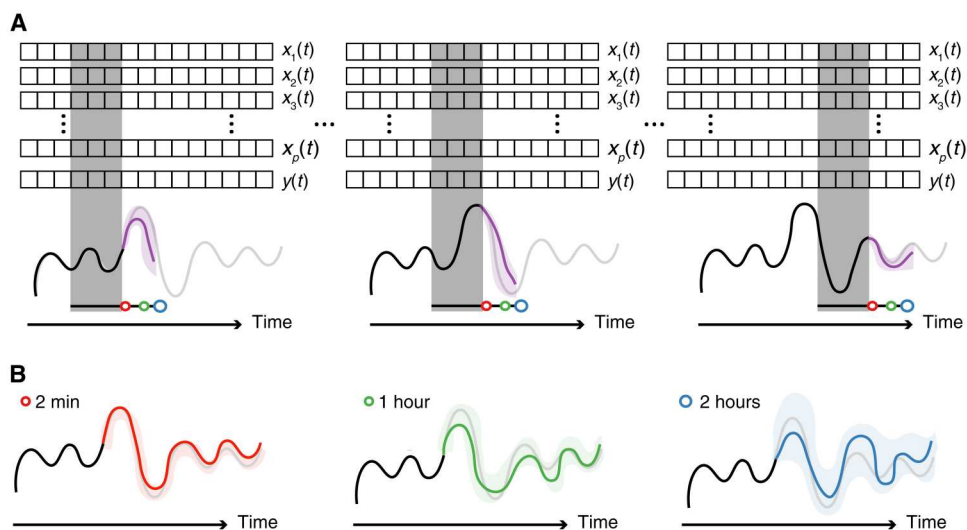 A
x₁(t) x₁(t) x₁(t)
x₂(t) x₂(t) x₂(t)
x₃(t) x₃(t) x₃(t)
⋮ ⋮ ... ⋮ ⋮ ... ⋮ ⋮
xₚ(t) xₚ(t) xₚ(t)
y(t) y(t) y(t)
Time Time Time
B
2 min 1 hour 2 hours
Time Time Time